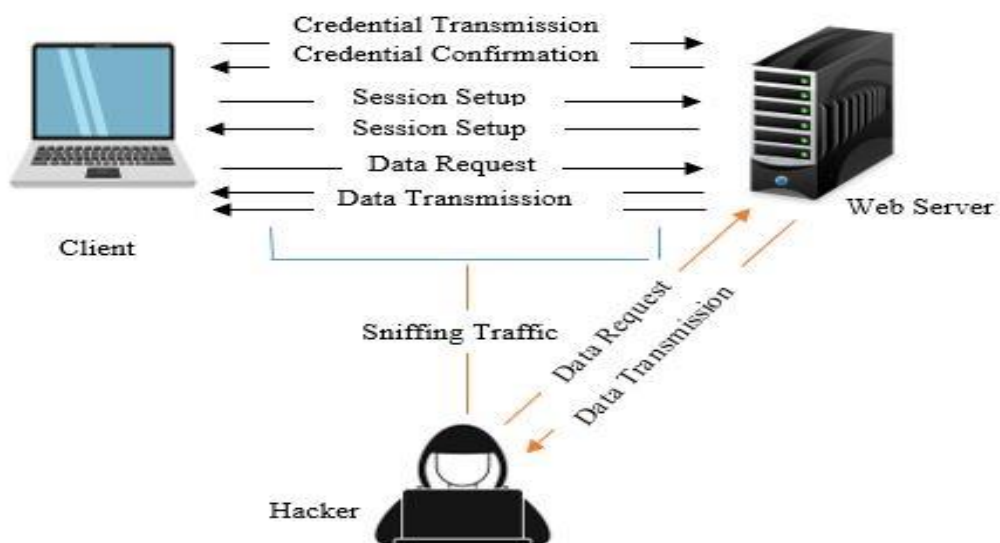 Credential Transmission
Credential Confirmation
Session Setup
Session Setup
Data Request
Data Transmission
Web Server
Client
Data Request
Data Transmission
Sniffing Traffic
Hacker